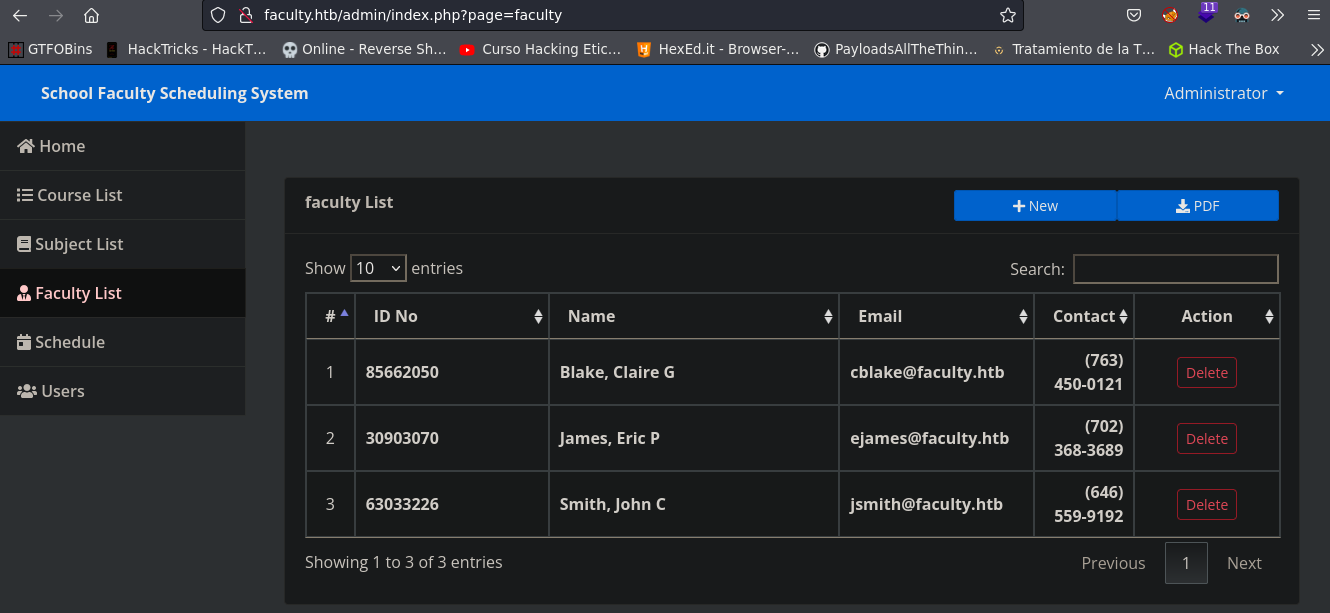 faculty.htb/admin/index.php?page=faculty
11
GTFOBins HackTricks - HackT… Online - Reverse Sh… Curso Hacking Etic… HexEd.it - Browser-… PayloadsAllTheThin… Tratamiento de la T… Hack The Box
School Faculty Scheduling System Administrator
Home
Course List
Subject List
Faculty List
Schedule
Users
faculty List
New PDF
Show 10 entries Search:
# ID No Name Email Contact Action
1 85662050 Blake, Claire G cblake@faculty.htb (763) 450-0121 Delete
2 30903070 James, Eric P ejames@faculty.htb (702) 368-3689 Delete
3 63033226 Smith, John C jsmith@faculty.htb (646) 559-9192 Delete
Showing 1 to 3 of 3 entries Previous 1 Next